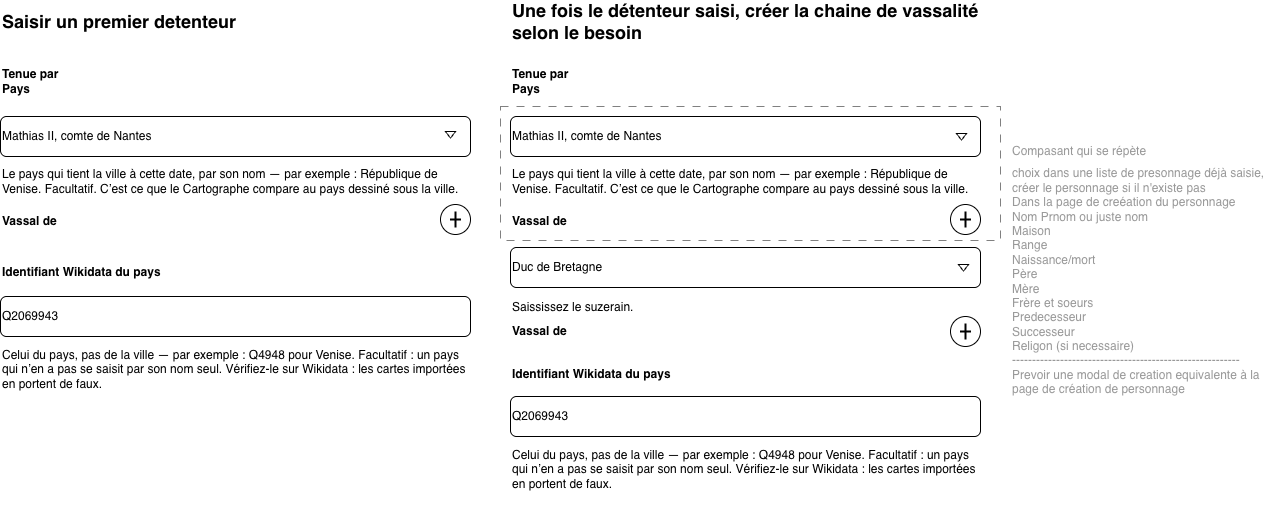 Saisir un premier detenteur
Tenue par
Pays
Mathias II, comte de Nantes
Le pays qui tient la ville à cette date, par son nom — par exemple : République de
Venise. Facultatif. C'est ce que le Cartographe compare au pays dessiné sous la ville.
Vassal de
Identifiant Wikidata du pays
Q2069943
Celui du pays, pas de la ville — par exemple : Q4948 pour Venise. Facultatif : un pays
qui n'en a pas se saisit par son nom seul. Vérifiez-le sur Wikidata : les cartes importées
en portent de faux.
Une fois le détenteur saisi, créer la chaine de vassalité
selon le besoin
Tenue par
Pays
Mathias II, comte de Nantes
Le pays qui tient la ville à cette date, par son nom — par exemple : République de
Venise. Facultatif. C'est ce que le Cartographe compare au pays dessiné sous la ville.
Vassal de
Duc de Bretagne
Saississez le suzerain.
Vassal de
Identifiant Wikidata du pays
Q2069943
Celui du pays, pas de la ville — par exemple : Q4948 pour Venise. Facultatif : un pays
qui n'en a pas se saisit par son nom seul. Vérifiez-le sur Wikidata : les cartes importées
en portent de faux.
Compasant qui se répète
choix dans une liste de presonnage déjà saisie,
créer le personnage si il n'existe pas
Dans la page de creéation du personnage
Nom Prnom ou juste nom
Maison
Range
Naissance/mort
Père
Mère
Frère et soeurs
Predecesseur
Successeur
Religon (si necessaire)
Prevoir une modal de creation equivalente à la
page de création de personnage